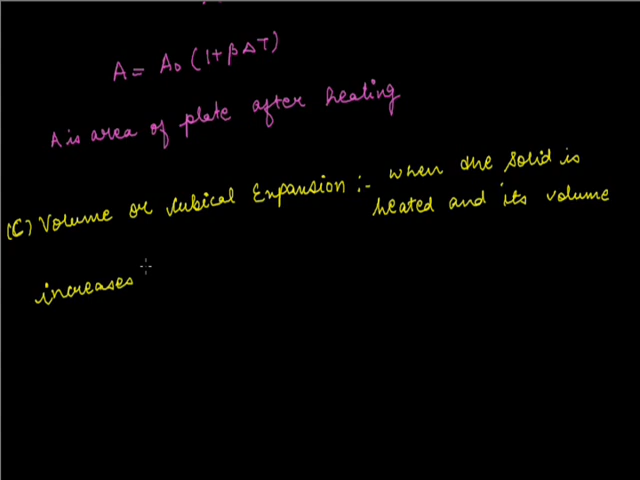 A = A₀ (1+βΔT)
A is area of plate after heating
(C) Volume or cubical Expansion :- when the solid is
heated and its volume
increases